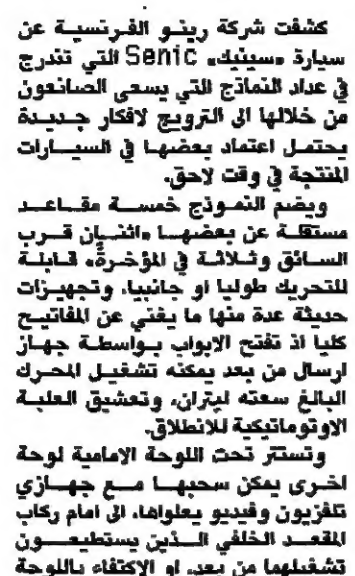 كشفت شركة رينو الفرنسية عن
سيارة «سينيك» Senic التي تندرج
في عداد النماذج التي يسعى الصانعون
من خلالها الى الترويج لافكار جديدة
يحتمل اعتماد بعضها في السيارات
المنتجة في وقت لاحق.
ويضم النموذج خمسة مقاعد
مستقلة عن بعضها «اثنان قرب
السائق وثلاثة في المؤخرة» قابلة
للتحريك طوليا او جانبيا، وتجهيزات
حديثة عدة منها ما يغني عن المفاتيح
كليا اذ تفتح الابواب بواسطة جهاز
ارسال من بعد يمكنه تشغيل المحرك
البالغ سعته ليتران، وتعشيق العلبة
الاوتوماتيكية للانطلاق.
وتستتر تحت اللوحة الامامية لوحة
اخرى يمكن سحبها مع جهازي
تلفزيون وفيديو يعلواها، الى امام ركاب
المقعد الخلفي الذين يستطيعون
تشغيلهما من بعد، او الاكتفاء باللوحة